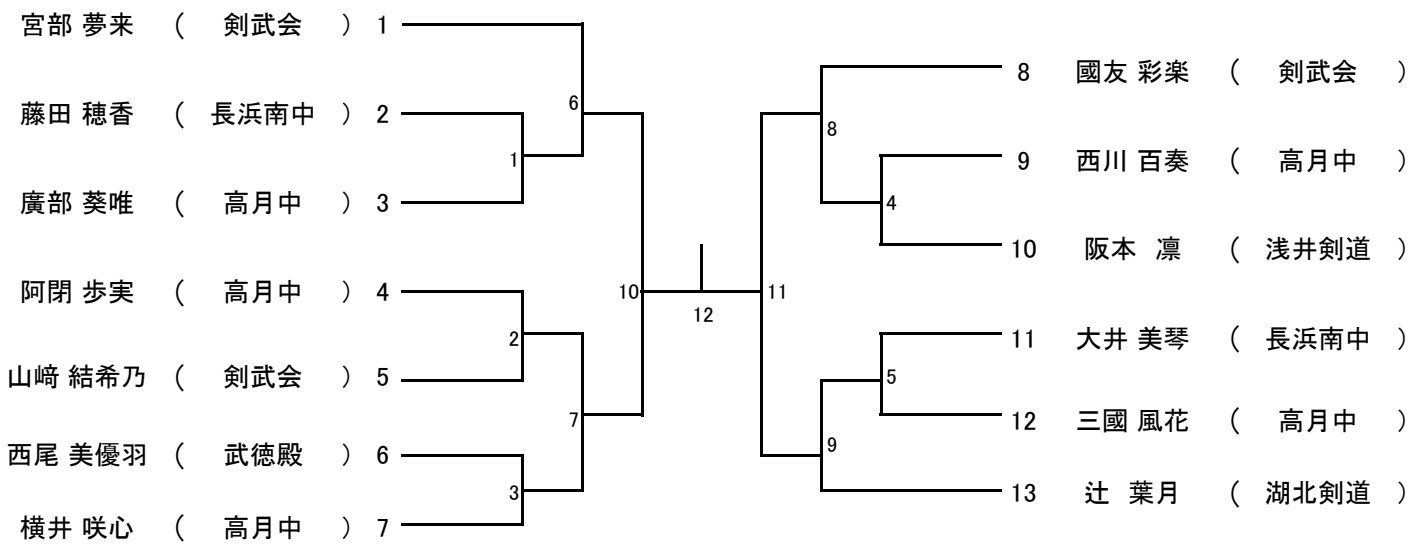 宮部 夢来 ( 剣武会 ) 1
藤田 穂香 ( 長浜南中 ) 2
廣部 葵唯 ( 高月中 ) 3
阿閉 歩実 ( 高月中 ) 4
山﨑 結希乃 ( 剣武会 ) 5
西尾 美優羽 ( 武徳殿 ) 6
横井 咲心 ( 高月中 ) 7
6
1
2
7
3
10
12
11
8
4
5
9
8 國友 彩楽 ( 剣武会 )
9 西川 百奏 ( 高月中 )
10 阪本 凛 ( 浅井剣道 )
11 大井 美琴 ( 長浜南中 )
12 三國 風花 ( 高月中 )
13 辻 葉月 ( 湖北剣道 )